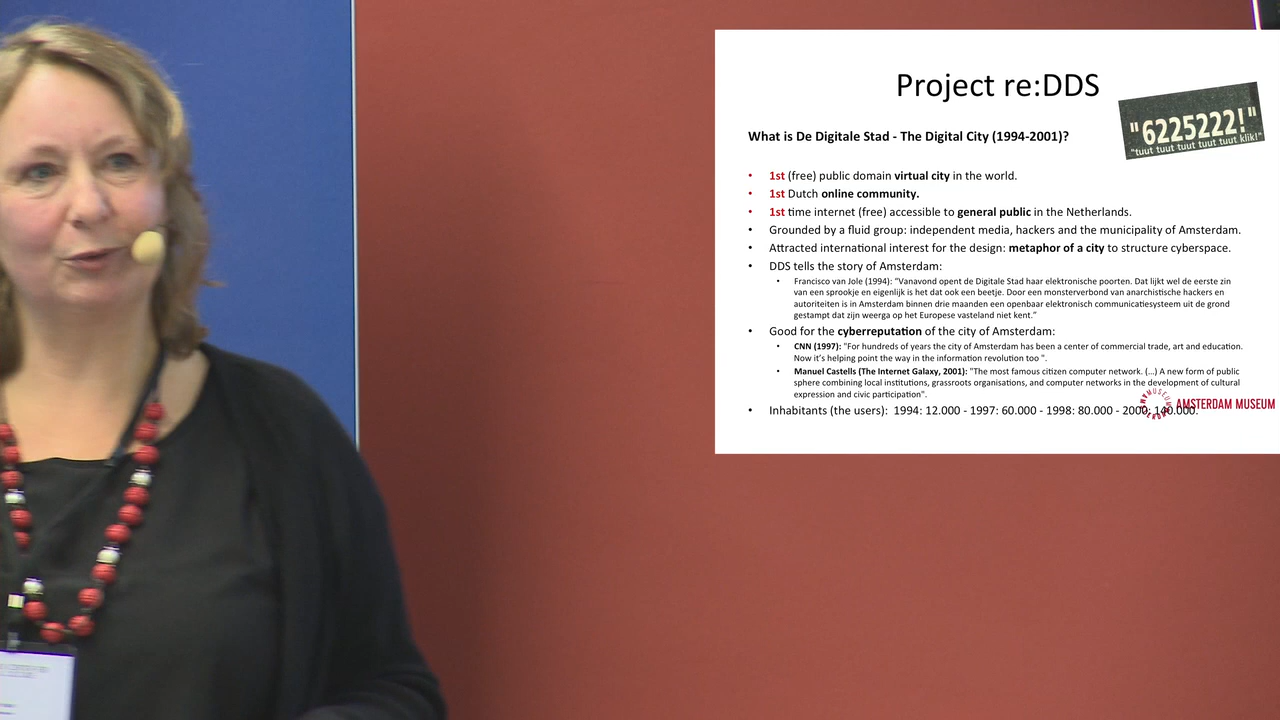 Project re:DDS
"6225222!"
"tuut tuut tuut tuut tuut klik!"
What is De Digitale Stad - The Digital City (1994-2001)?
• 1st (free) public domain virtual city in the world.
• 1st Dutch online community.
• 1st time internet (free) accessible to general public in the Netherlands.
• Grounded by a fluid group: independent media, hackers and the municipality of Amsterdam.
• Attracted international interest for the design: metaphor of a city to structure cyberspace.
• DDS tells the story of Amsterdam:
• Francisco van Jole (1994): "Vanavond opent de Digitale Stad haar elektronische poorten. Dat lijkt wel de eerste zin
van een sprookje en eigenlijk is het dat ook een beetje. Door een monsterverbond van anarchistische hackers en
autoriteiten is in Amsterdam binnen drie maanden een openbaar elektronisch communicatiesysteem uit de grond
gestampt dat zijn weerga op het Europese vasteland niet kent."
• Good for the cyberreputation of the city of Amsterdam:
• CNN (1997): "For hundreds of years the city of Amsterdam has been a center of commercial trade, art and education.
Now it's helping point the way in the information revolution too ".
• Manuel Castells (The Internet Galaxy, 2001): "The most famous citizen computer network. (...) A new form of public
sphere combining local institutions, grassroots organisations, and computer networks in the development of cultural
expression and civic participation".
• Inhabitants (the users): 1994: 12.000 - 1997: 60.000 - 1998: 80.000 - 2000: 140.000.
AMSTERDAM MUSEUM